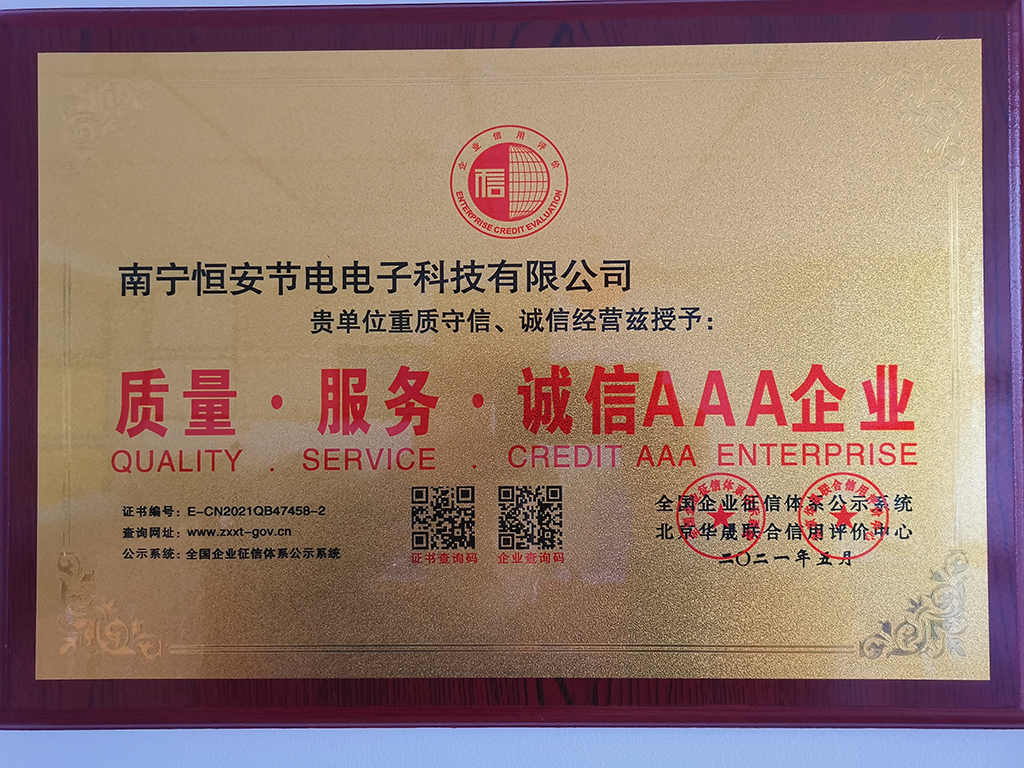 企业信用评价
信
ENTERPRISE CREDIT EVALUATION
南宁恒安节电电子科技有限公司
贵单位重质守信、诚信经营兹授予：
质量·服务·诚信AAA企业
QUALITY . SERVICE . CREDIT AAA ENTERPRISE
证书编号：E-CN2021QB47458-2
查询网址：www.zxxt-gov.cn
公示系统：全国企业征信体系公示系统
证书查询码
企业查询码
全国企业征信体系公示系统
北京华晟联合信用评价中心
二〇二一年五月